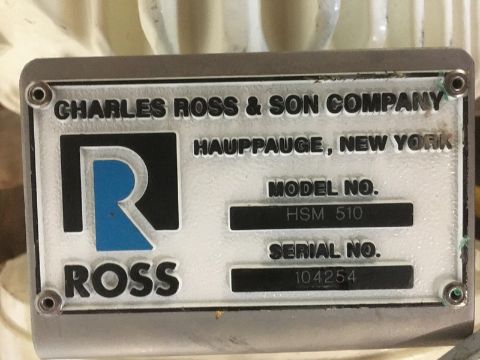 CHARLES ROSS & SON COMPANY
HAUPPAUGE, NEW YORK
MODEL NO.
HSM 510
SERIAL NO.
104254
R
ROSS